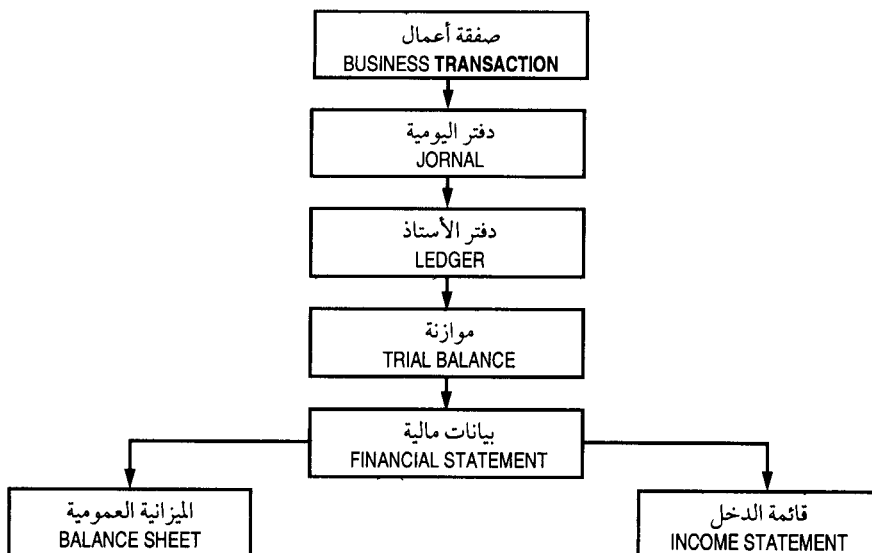 صفقة أعمال
BUSINESS TRANSACTION
دفتر اليومية
JORNAL
دفتر الأستاذ
LEDGER
موازنة
TRIAL BALANCE
بيانات مالية
FINANCIAL STATEMENT
الميزانية العمومية
BALANCE SHEET
قائمة الدخل
INCOME STATEMENT